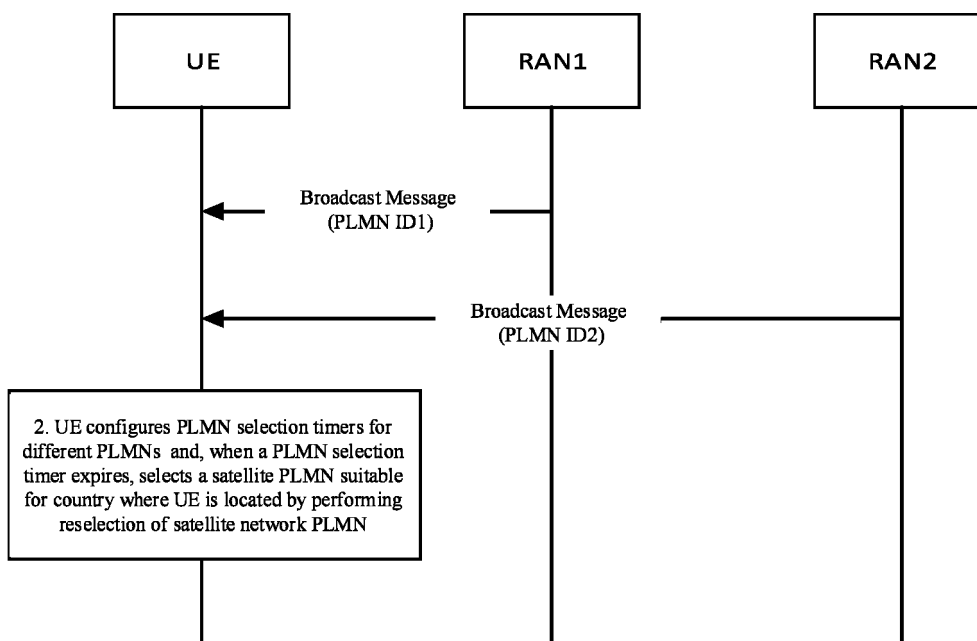 UE
RAN1
RAN2
Broadcast Message
(PLMN ID1)
Broadcast Message
(PLMN ID2)
2. UE configures PLMN selection timers for
different PLMNs and, when a PLMN selection
timer expires, selects a satellite PLMN suitable
for country where UE is located by performing
reselection of satellite network PLMN